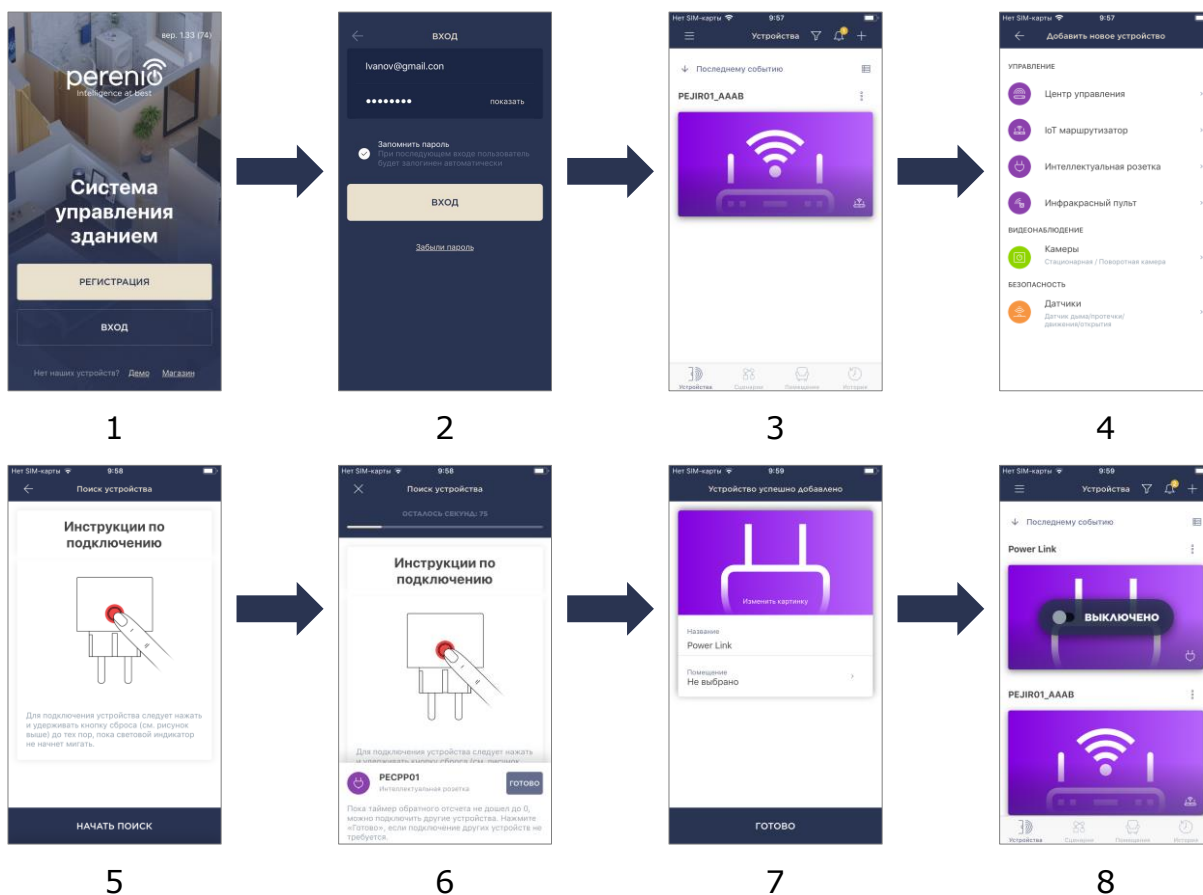 вер. 1.33 (74)
perenio
Intelligence at best
Система
управления
зданием
РЕГИСТРАЦИЯ
ВХОД
Нет наших устройств? Демо Магазин
1
ВХОД
Ivanov@gmail.con
•••••••• показать
Запомнить пароль
При последующем входе пользователь
будет залогинен автоматически
ВХОД
Забыли пароль
2
Нет SIM-карты 9:57
Устройства
Последнему событию
PEJIR01_AAAB
Устройства Сценарии Помещения История
3
Нет SIM-карты 9:57
Добавить новое устройство
УПРАВЛЕНИЕ
Центр управления
IoT маршрутизатор
Интеллектуальная розетка
Инфракрасный пульт
ВИДЕОНАБЛЮДЕНИЕ
Камеры
Стационарная / Поворотная камера
БЕЗОПАСНОСТЬ
Датчики
Датчик дыма/протечки/
движения/открытия
4
Нет SIM-карты 9:58
Поиск устройства
Инструкции по
подключению
Для подключения устройства следует нажать
и удерживать кнопку сброса (см. рисунок
выше) до тех пор, пока световой индикатор
не начнет мигать.
НАЧАТЬ ПОИСК
5
Нет SIM-карты 9:58
Поиск устройства
ОСТАЛОСЬ СЕКУНД: 75
Инструкции по
подключению
Для подключения устройства следует нажать
и удерживать кнопку сброса (см. рисунок
PECPP01
Интеллектуальная розетка
ГОТОВО
Пока таймер обратного отсчета не дошел до 0,
можно подключить другие устройства. Нажмите
«Готово», если подключение других устройств не
требуется.
6
Нет SIM-карты 9:59
Устройство успешно добавлено
Изменить картинку
Название
Power Link
Помещение
Не выбрано
ГОТОВО
7
Нет SIM-карты 9:59
Устройства
Последнему событию
Power Link
ВЫКЛЮЧЕНО
PEJIR01_AAAB
Устройства Сценарии Помещения История
8